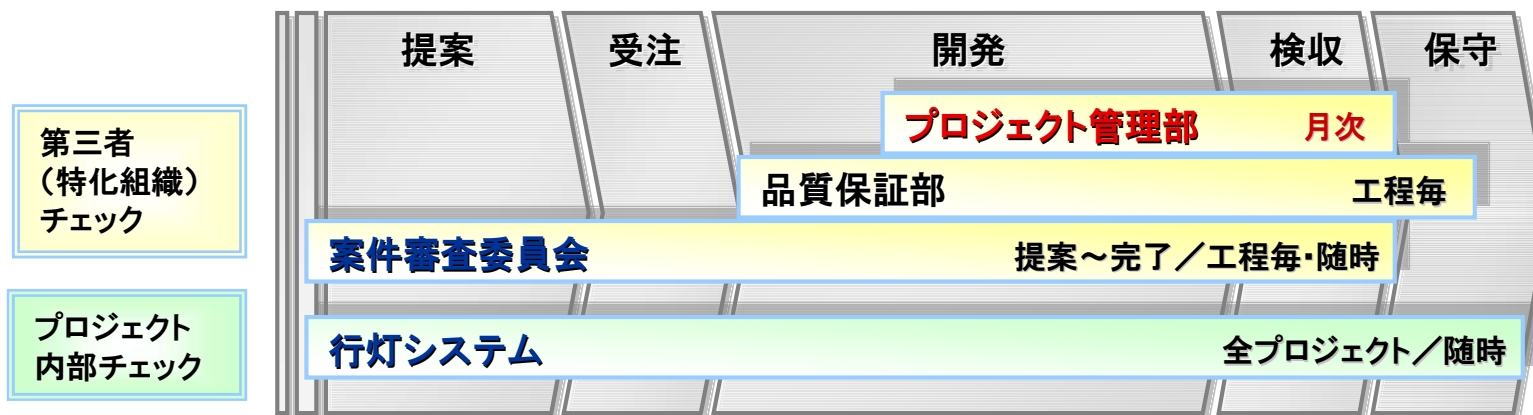 提案
受注
開発
検収
保守
第三者
（特化組織）
チェック
プロジェクト管理部 月次
品質保証部 工程毎
案件審査委員会 提案～完了／工程毎・随時
プロジェクト
内部チェック
行灯システム 全プロジェクト／随時